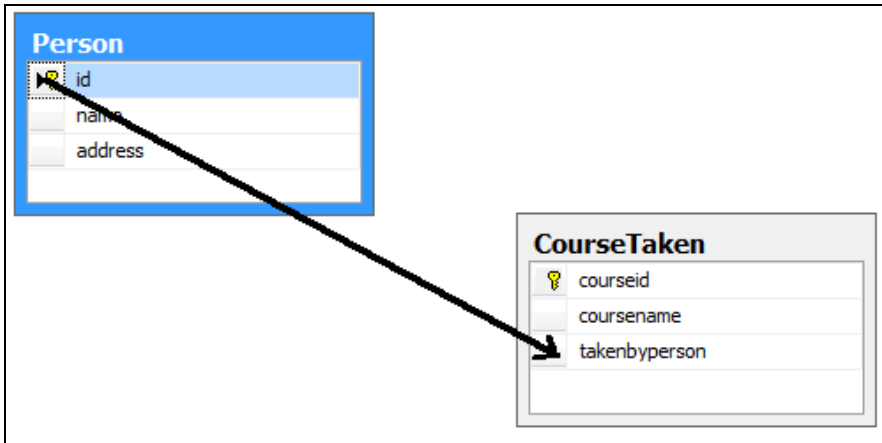 Person
id
name
address
CourseTaken
courseid
coursename
takenbyperson